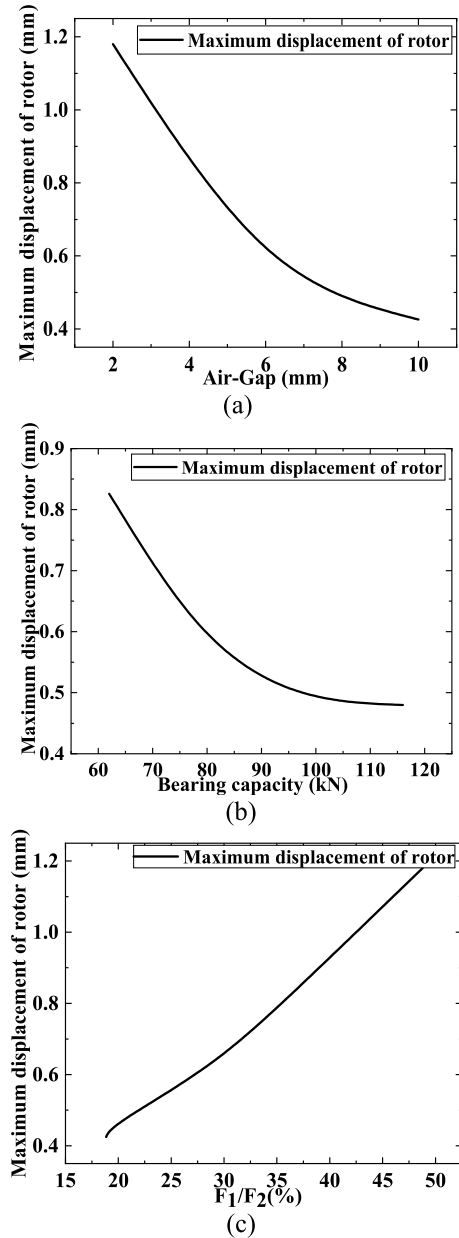 Maximum displacement of rotor (mm)
1.2
1.0
0.8
0.6
0.4
Maximum displacement of rotor
2 4 6 8 10
Air-Gap (mm)
(a)
Maximum displacement of rotor (mm)
0.9
0.8
0.7
0.6
0.5
0.4
Maximum displacement of rotor
60 70 80 90 100 110 120
Bearing capacity (kN)
(b)
Maximum displacement of rotor (mm)
1.2
1.0
0.8
0.6
0.4
Maximum displacement of rotor
15 20 25 30 35 40 45 50
F1/F2(%)
(c)